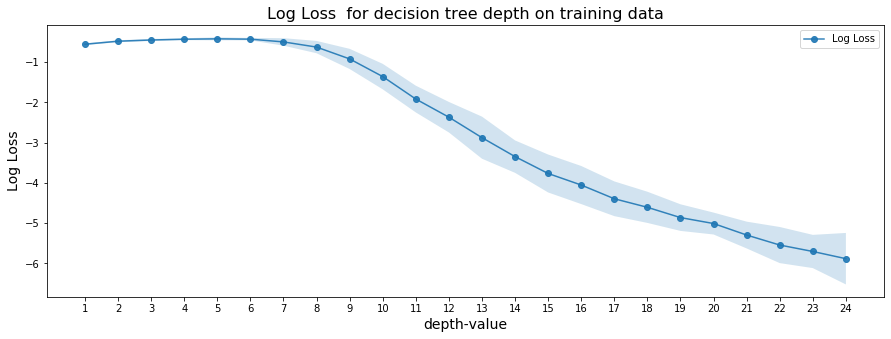 Log Loss  for decision tree depth on training data
Log Loss
−1
−2
−3
−4
−5
−6
Log Loss
1 2 3 4 5 6 7 8 9 10 11 12 13 14 15 16 17 18 19 20 21 22 23 24
depth-value